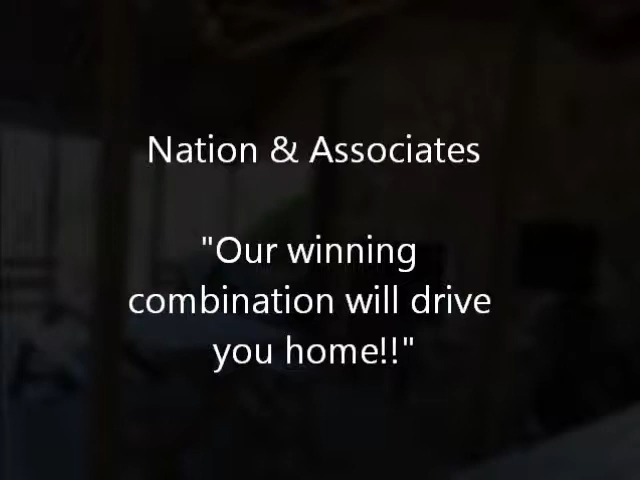 Nation & Associates
"Our winning
combination will drive
you home!!"